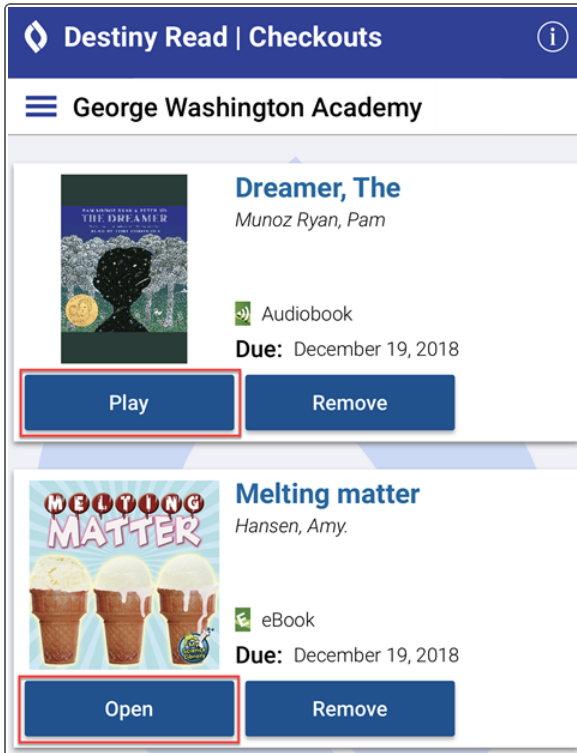 Destiny Read | Checkouts
i
George Washington Academy
Dreamer, The
Munoz Ryan, Pam
THE DREAMER
Audiobook
Due: December 19, 2018
Play
Remove
Melting matter
Hansen, Amy.
MELTING
MATTER
eBook
Due: December 19, 2018
Open
Remove